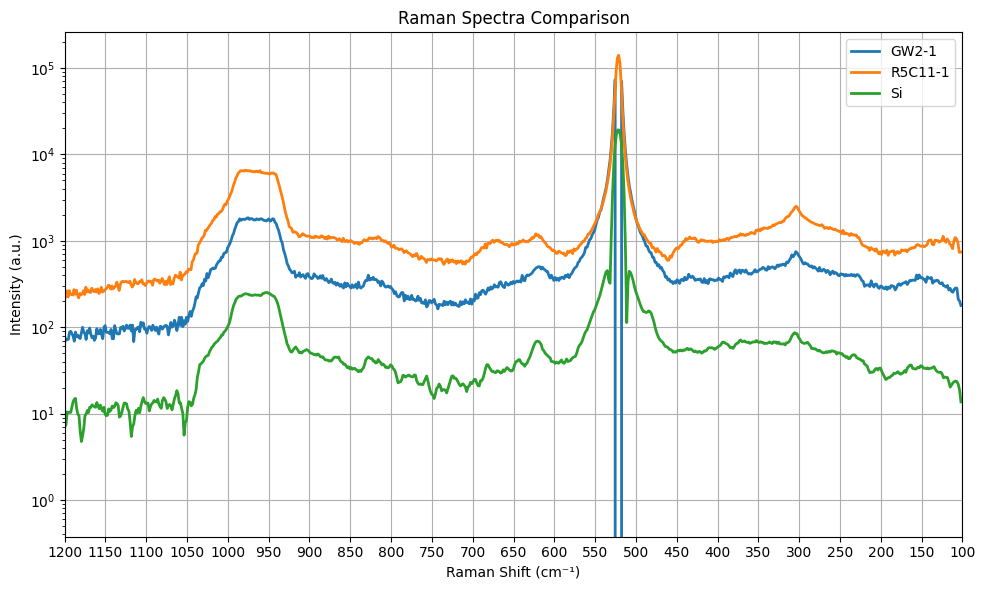 Raman Spectra Comparison
GW2-1
R5C11-1
Si
Intensity (a.u.)
10⁵
10⁴
10³
10²
10¹
10⁰
1200 1150 1100 1050 1000 950 900 850 800 750 700 650 600 550 500 450 400 350 300 250 200 150 100
Raman Shift (cm⁻¹)